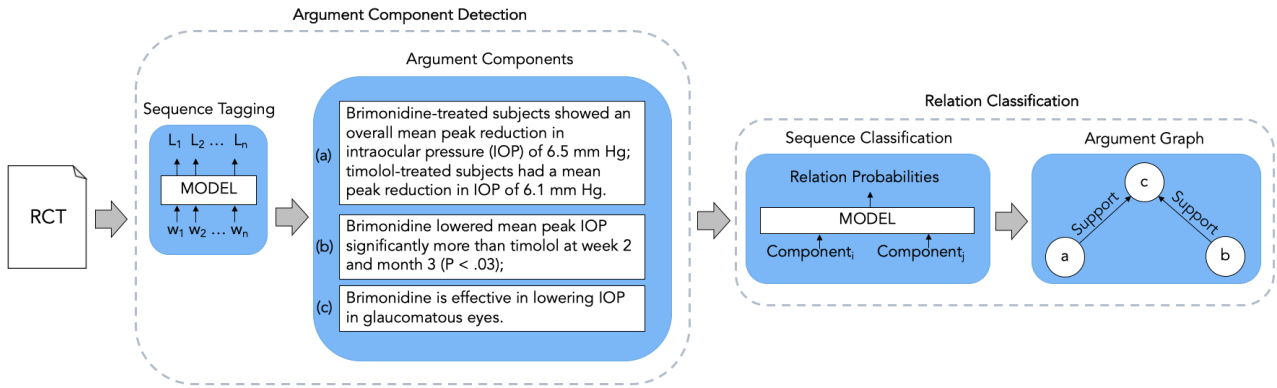 Argument Component Detection
RCT
Sequence Tagging
L1 L2 ... Ln
MODEL
w1 w2 ... wn
Argument Components
(a)
Brimonidine-treated subjects showed an
overall mean peak reduction in
intraocular pressure (IOP) of 6.5 mm Hg;
timolol-treated subjects had a mean
peak reduction in IOP of 6.1 mm Hg.
(b)
Brimonidine lowered mean peak IOP
significantly more than timolol at week 2
and month 3 (P < .03);
(c)
Brimonidine is effective in lowering IOP
in glaucomatous eyes.
Relation Classification
Sequence Classification
Relation Probabilities
MODEL
Componenti Componentj
Argument Graph
c
Support
Support
a
b